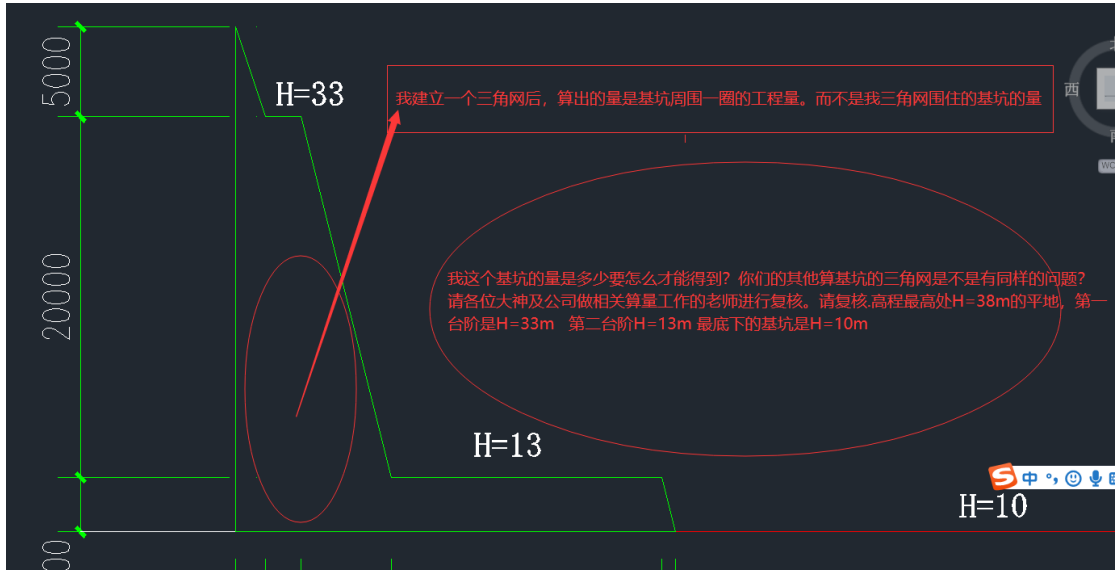 北
5000
H=33
我建立一个三角网后，算出的量是基坑周围一圈的工程量。而不是我三角网围住的基坑的量
西
南
WC
20000
我这个基坑的量是多少要怎么才能得到？你们的其他算基坑的三角网是不是有同样的问题？
请各位大神及公司做相关算量工作的老师进行复核。请复核.高程最高处H=38m的平地，第一
台阶是H=33m 第二台阶H=13m 最底下的基坑是H=10m
H=13
中
H=10
00